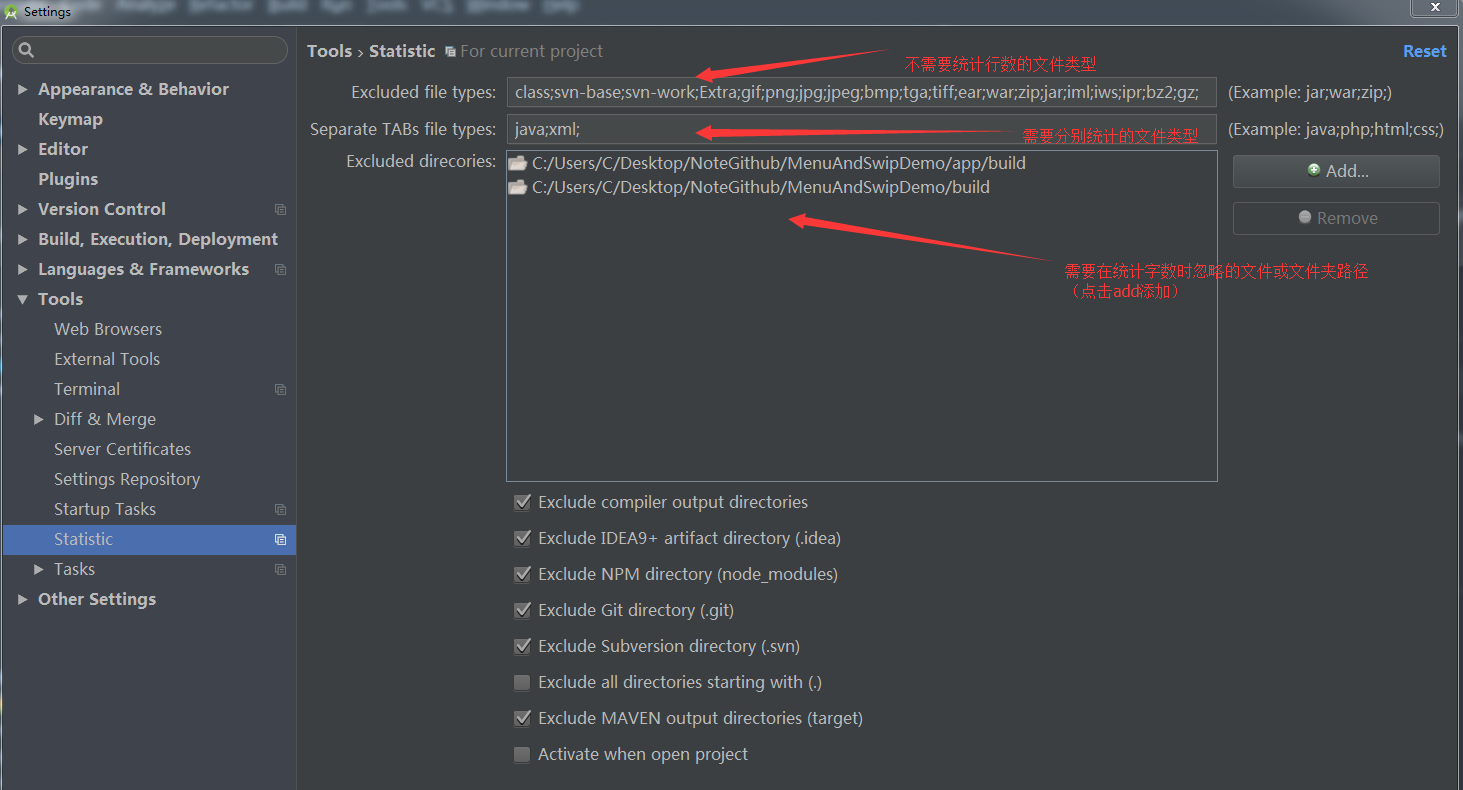 Analyze Refactor Build Run Tools VCS Window Help
Settings
x
Tools › Statistic For current project
Reset
不需要统计行数的文件类型
Excluded file types: class;svn-base;svn-work;Extra;gif;png;jpg;jpeg;bmp;tga;tiff;ear;war;zip;jar;iml;iws;ipr;bz2;gz; (Example: jar;war;zip;)
Separate TABs file types: java;xml; (Example: java;php;html;css;)
需要分别统计的文件类型
Excluded direcories:
C:/Users/C/Desktop/NoteGithub/MenuAndSwipDemo/app/build
C:/Users/C/Desktop/NoteGithub/MenuAndSwipDemo/build
Add...
Remove
需要在统计字数时忽略的文件或文件夹路径
（点击add添加）
Appearance & Behavior
Keymap
Editor
Plugins
Version Control
Build, Execution, Deployment
Languages & Frameworks
Tools
Web Browsers
External Tools
Terminal
Diff & Merge
Server Certificates
Settings Repository
Startup Tasks
Statistic
Tasks
Other Settings
Exclude compiler output directories
Exclude IDEA9+ artifact directory (.idea)
Exclude NPM directory (node_modules)
Exclude Git directory (.git)
Exclude Subversion directory (.svn)
Exclude all directories starting with (.)
Exclude MAVEN output directories (target)
Activate when open project